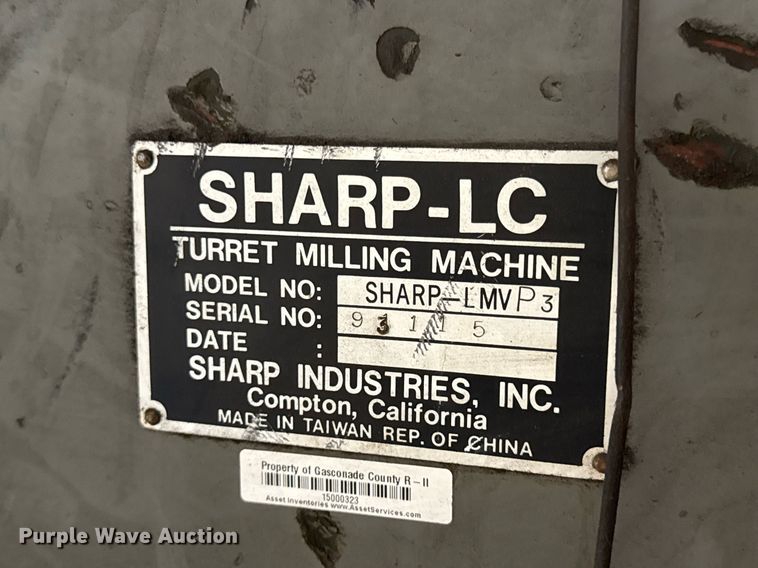 SHARP-LC
TURRET MILLING MACHINE
MODEL NO: SHARP-LMVP3
SERIAL NO:
DATE :
SHARP INDUSTRIES, INC.
Compton, California
MADE IN TAIWAN REP. OF CHINA
Property of Gasconade County R-II
15000323
Asset Inventories www.AssetServices.com
Purple Wave Auction